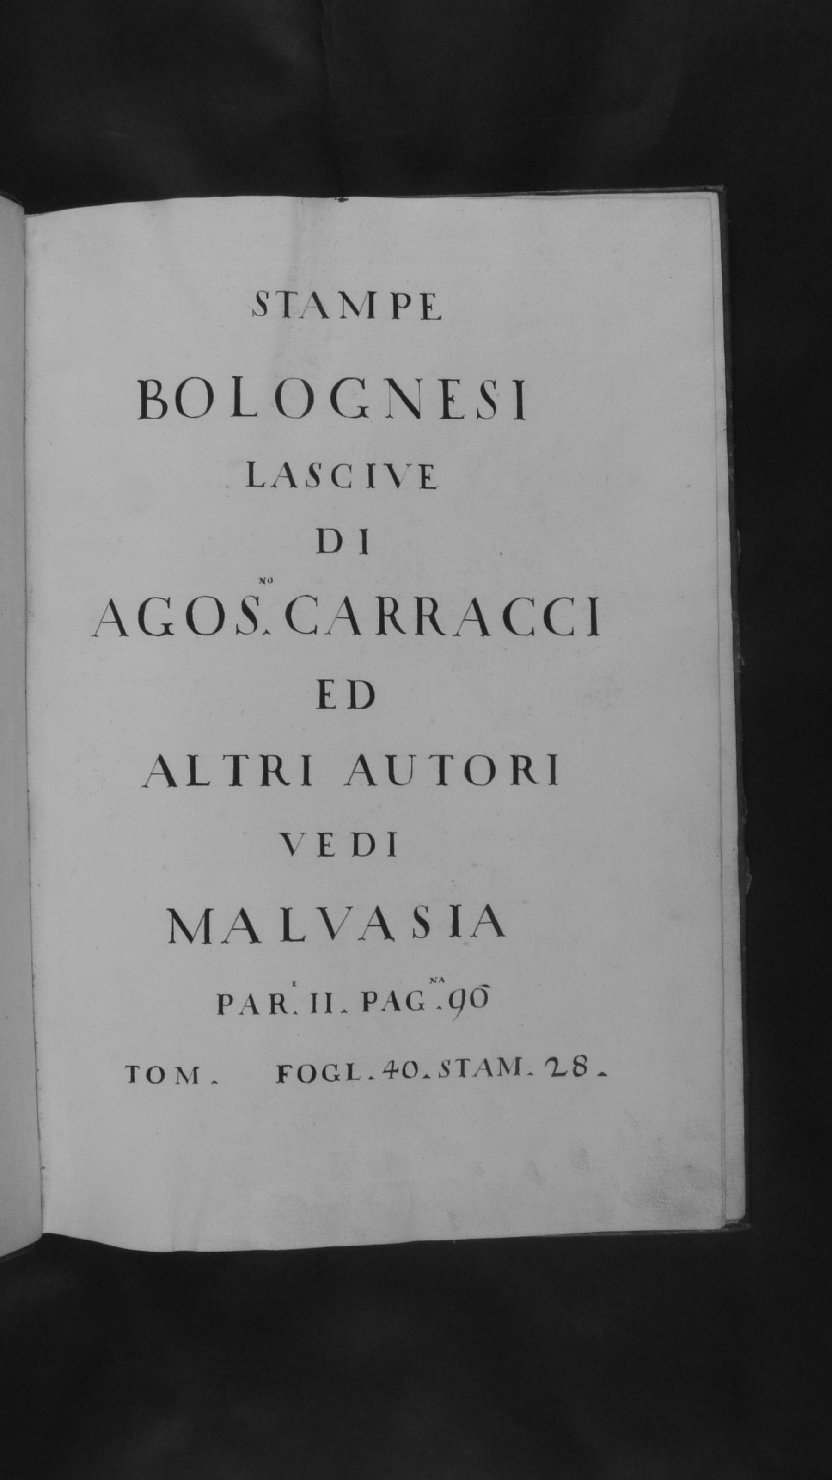 STAMPE
BOLOGNESI
LASCIVE
DI
AGOS.NO CARRACCI
ED
ALTRI AUTORI
VEDI
MALVASIA
PAR.E II. PAG.NA 96
TOM. FOGL. 40. STAM. 28.